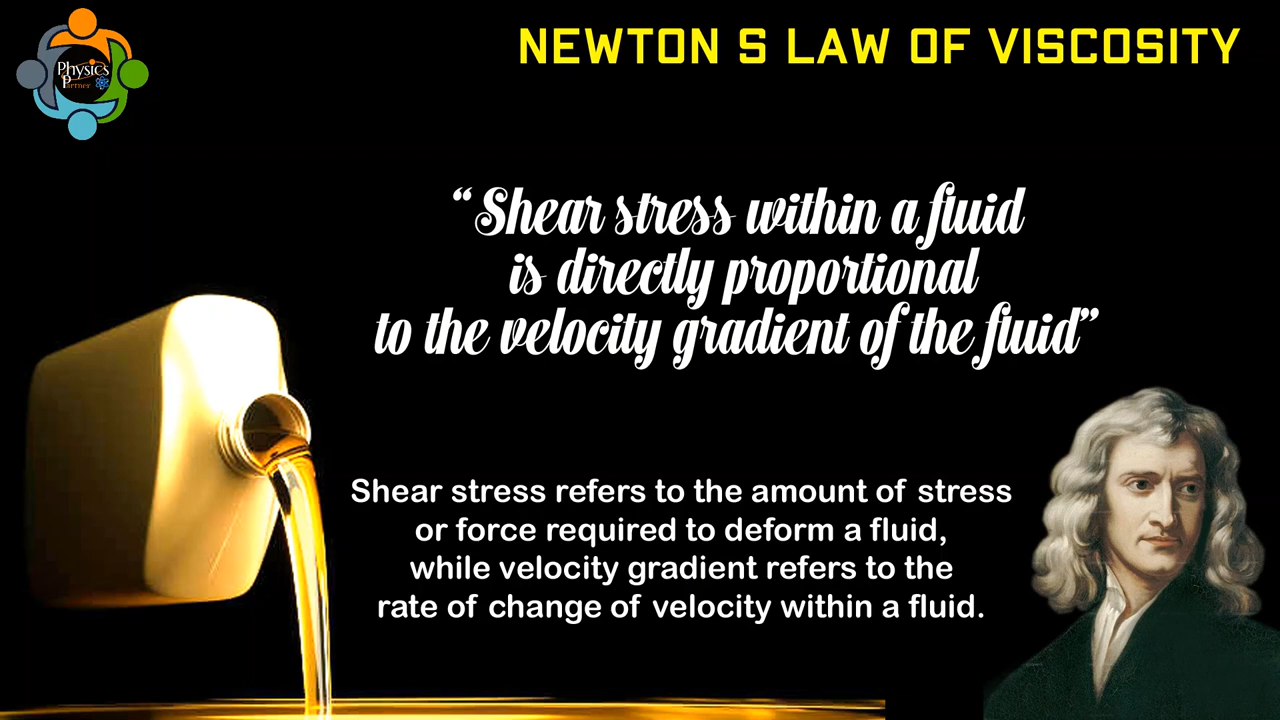 Physics
Partner
NEWTON S LAW OF VISCOSITY
“Shear stress within a fluid
is directly proportional
to the velocity gradient of the fluid”
Shear stress refers to the amount of stress
or force required to deform a fluid,
while velocity gradient refers to the
rate of change of velocity within a fluid.